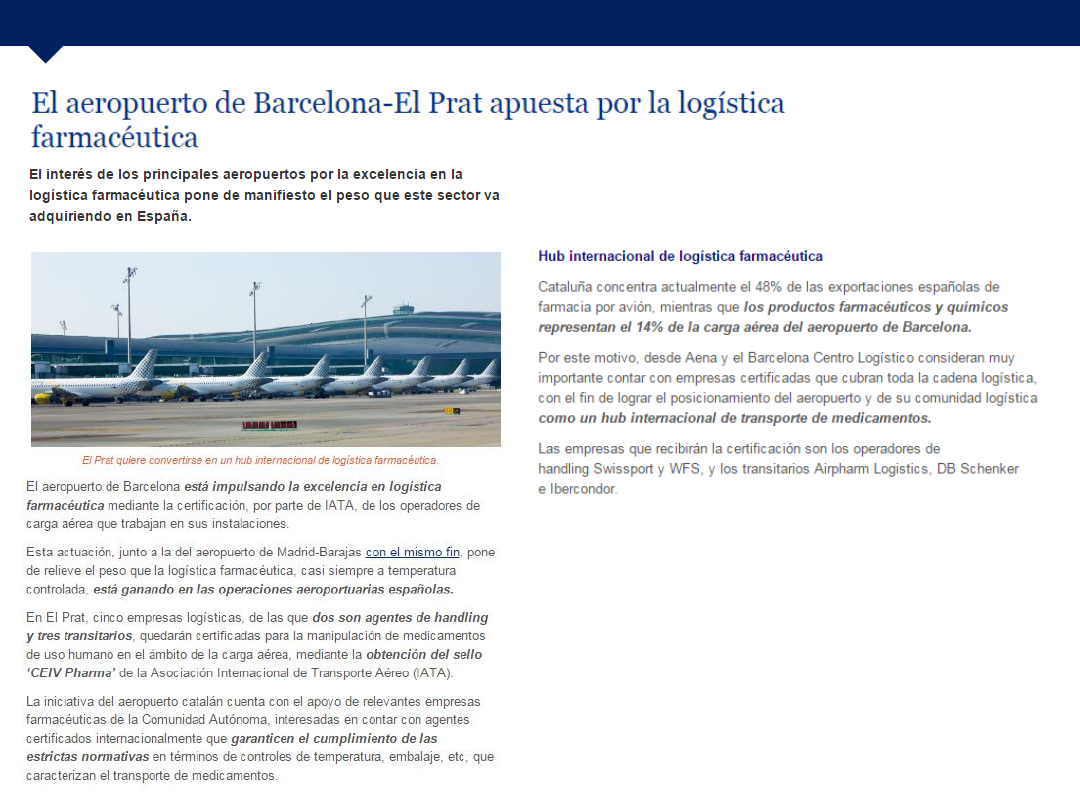 El aeropuerto de Barcelona-El Prat apuesta por la logística
farmacéutica
El interés de los principales aeropuertos por la excelencia en la
logística farmacéutica pone de manifiesto el peso que este sector va
adquiriendo en España.
El Prat quiere convertirse en un hub internacional de logística farmacéutica.
El aeropuerto de Barcelona está impulsando la excelencia en logística
farmacéutica mediante la certificación, por parte de IATA, de los operadores de
carga aérea que trabajan en sus instalaciones.
Esta actuación, junto a la del aeropuerto de Madrid-Barajas con el mismo fin, pone
de relieve el peso que la logística farmacéutica, casi siempre a temperatura
controlada, está ganando en las operaciones aeroportuarias españolas.
En El Prat, cinco empresas logísticas, de las que dos son agentes de handling
y tres transitarios, quedarán certificadas para la manipulación de medicamentos
de uso humano en el ámbito de la carga aérea, mediante la obtención del sello
‘CEIV Pharma’ de la Asociación Internacional de Transporte Aéreo (IATA).
La iniciativa del aeropuerto catalán cuenta con el apoyo de relevantes empresas
farmacéuticas de la Comunidad Autónoma, interesadas en contar con agentes
certificados internacionalmente que garanticen el cumplimiento de las
estrictas normativas en términos de controles de temperatura, embalaje, etc, que
caracterizan el transporte de medicamentos.
Hub internacional de logística farmacéutica
Cataluña concentra actualmente el 48% de las exportaciones españolas de
farmacia por avión, mientras que los productos farmacéuticos y químicos
representan el 14% de la carga aérea del aeropuerto de Barcelona.
Por este motivo, desde Aena y el Barcelona Centro Logístico consideran muy
importante contar con empresas certificadas que cubran toda la cadena logística,
con el fin de lograr el posicionamiento del aeropuerto y de su comunidad logística
como un hub internacional de transporte de medicamentos.
Las empresas que recibirán la certificación son los operadores de
handling Swissport y WFS, y los transitarios Airpharm Logistics, DB Schenker
e Ibercondor.